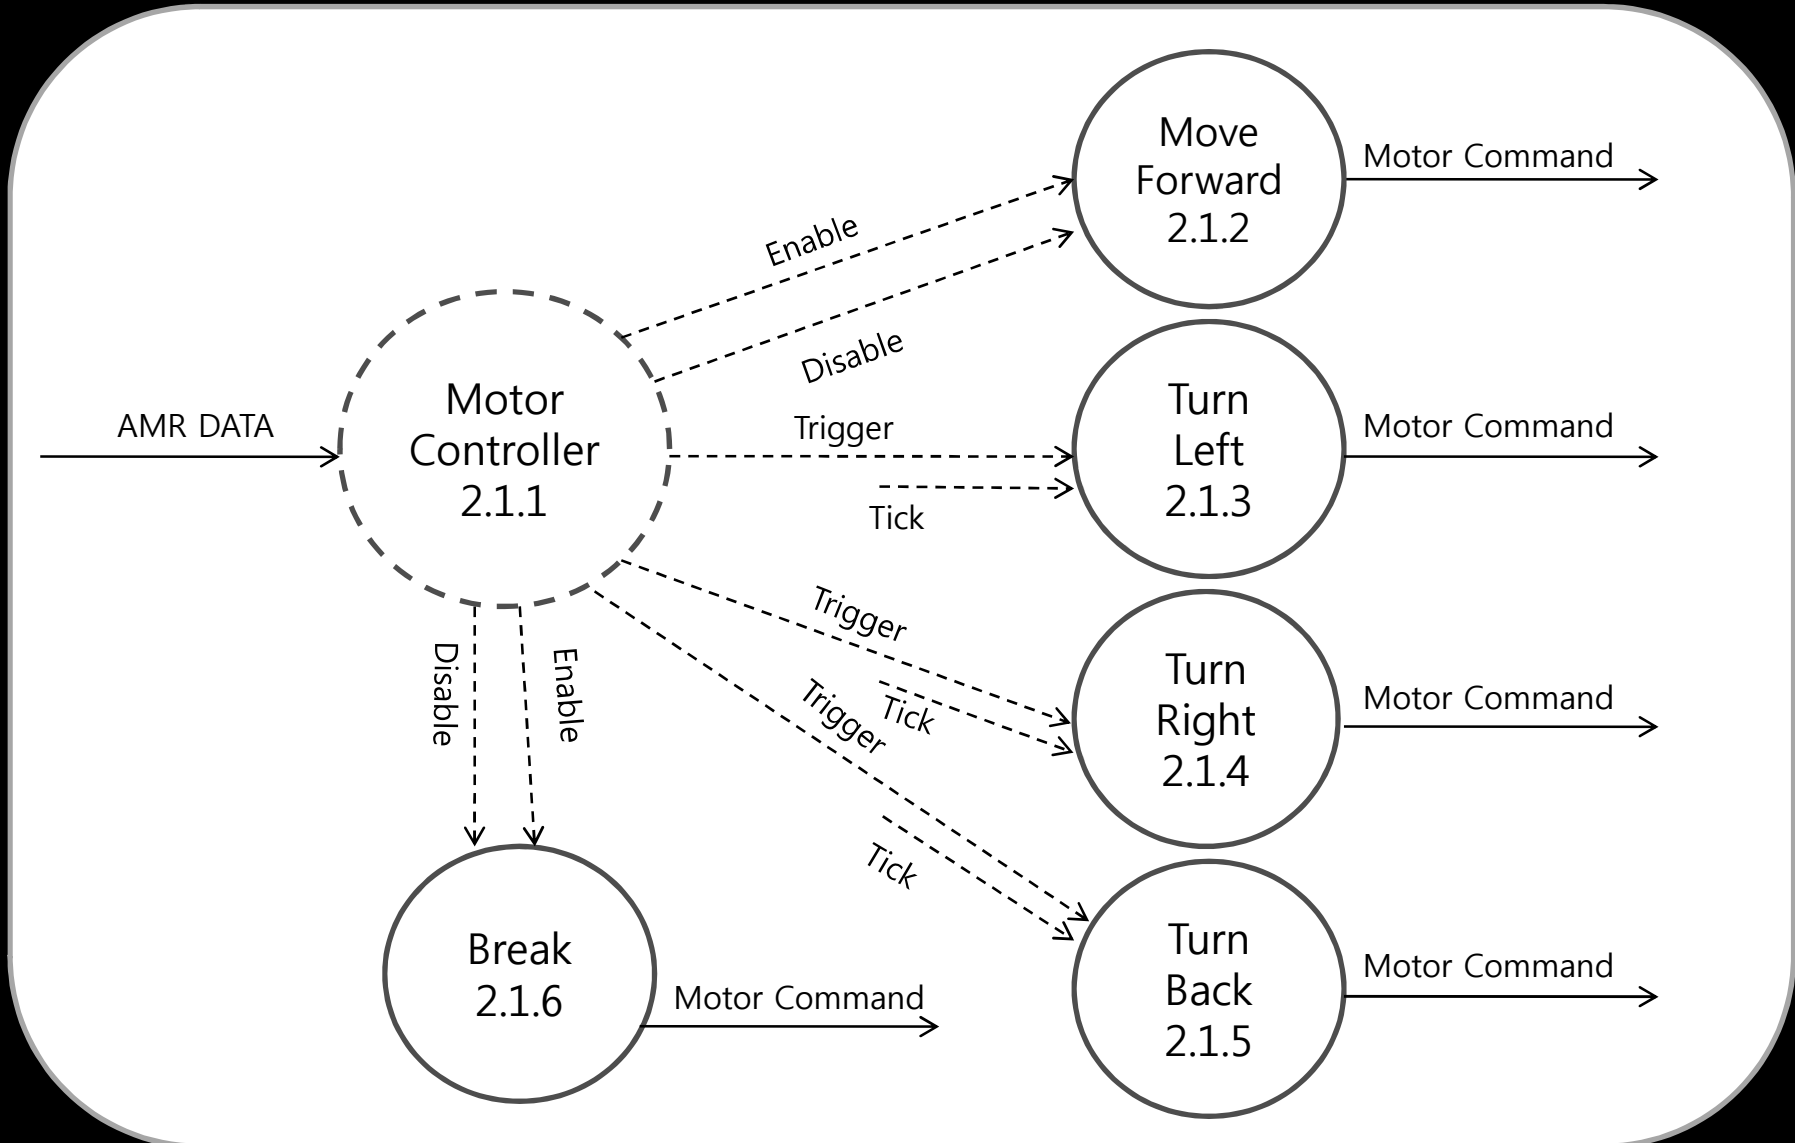 Move
Forward
2.1.2
Motor Command
Enable
Disable
AMR DATA
Motor
Controller
2.1.1
Trigger
Tick
Turn
Left
2.1.3
Motor Command
Trigger
Tick
Turn
Right
2.1.4
Motor Command
Disable
Enable
Trigger
Tick
Turn
Back
2.1.5
Motor Command
Break
2.1.6
Motor Command